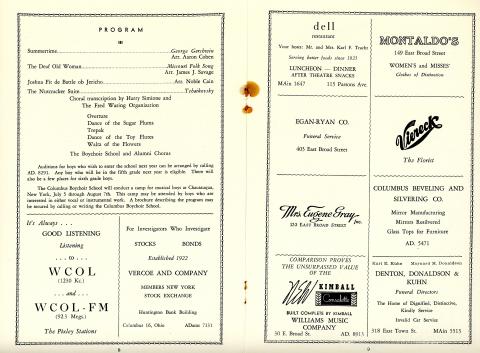 PROGRAM
III
Summertime George Gershwin
Arr. Aaron Cohen
The Deaf Old Woman Missouri Folk Song
Arr. James J. Savage
Joshua Fit de Battle ob Jericho Arr. Noble Cain
The Nutcracker Suite Tchaikovsky
Choral transcription by Harry Simeone and
The Fred Waring Organization
Overture
Dance of the Sugar Plums
Trepak
Dance of the Toy Flutes
Waltz of the Flowers
The Boychoir School and Alumni Chorus
Auditions for boys who wish to enter the school next year can be arranged by calling
AD. 8291. Any boy who will be in the fifth grade next year is eligible. There will
also be a few places for sixth grade boys.
The Columbus Boychoir School will conduct a camp for musical boys at Chautauqua,
New York, July 5 through August 7th. This camp may be attended by boys who are
interested in either vocal or instrumental work. A brochure describing the program may
be secured by calling or writing the Columbus Boychoir School.
It's Always . . .
GOOD LISTENING
Listening
. . . to . . .
WCOL
(1230 Kc.)
. . . and . . .
WCOL-FM
(92.3 Megs.)
The Pixley Stations
For Investigators Who Investigate
STOCKS BONDS
Established 1922
VERCOE AND COMPANY
MEMBERS NEW YORK
STOCK EXCHANGE
Huntington Bank Building
Columbus 16, Ohio ADams 7131
8
dell
restaurant
Your hosts: Mr. and Mrs. Karl F. Trucht
Serving better foods since 1825
LUNCHEON — DINNER
AFTER THEATRE SNACKS
MAin 1647 115 Parsons Ave.
EGAN-RYAN CO.
Funeral Service
403 East Broad Street
Mrs. Eugene Gray, Inc.
133 EAST BROAD STREET
COMPARISON PROVES
THE UNSURPASSED VALUE
OF THE
NEW KIMBALL
Consolette
BUILT COMPLETE BY KIMBALL
WILLIAMS MUSIC
COMPANY
50 E. Broad St. AD. 8613
MONTALDO'S
149 East Broad Street
WOMEN'S and MISSES'
Clothes of Distinction
Viereck
The Florist
COLUMBUS BEVELING AND
SILVERING CO.
Mirror Manufacturing
Mirrors Resilvered
Glass Tops for Furniture
AD. 5471
Karl E. Kuhn Maynard N. Donaldson
DENTON, DONALDSON &
KUHN
Funeral Directors
The Home of Dignified, Distinctive,
Kindly Service
Invalid Car Service
318 East Town St. MAin 5515
9